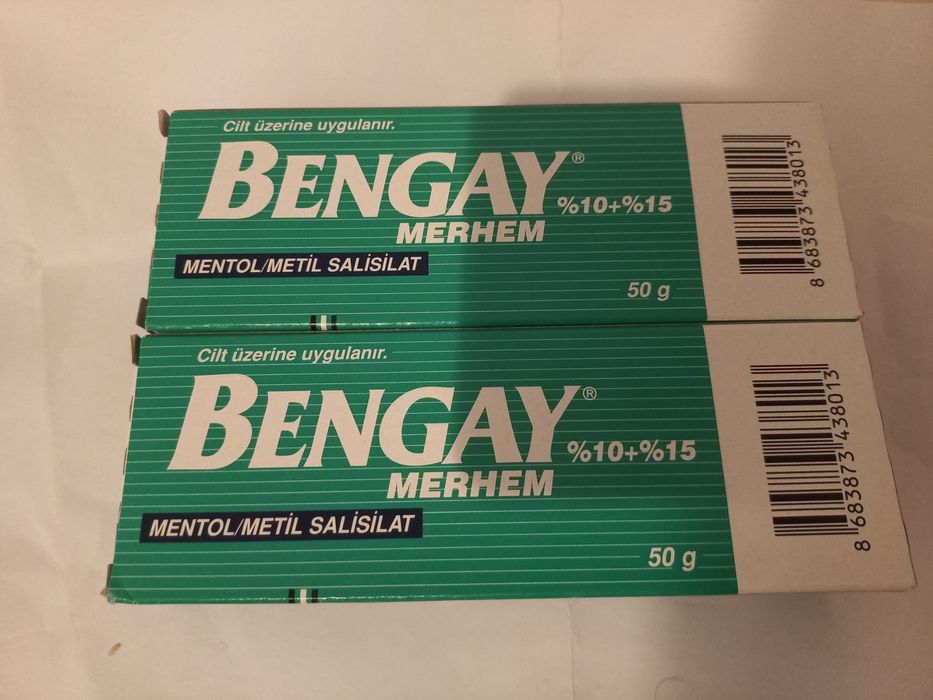 Cilt üzerine uygulanır.
BENGAY®
%10+%15
MERHEM
MENTOL/METİL SALİSİLAT
50 g
8 683873 438013
Cilt üzerine uygulanır.
BENGAY®
%10+%15
MERHEM
MENTOL/METİL SALİSİLAT
50 g
8 683873 438013